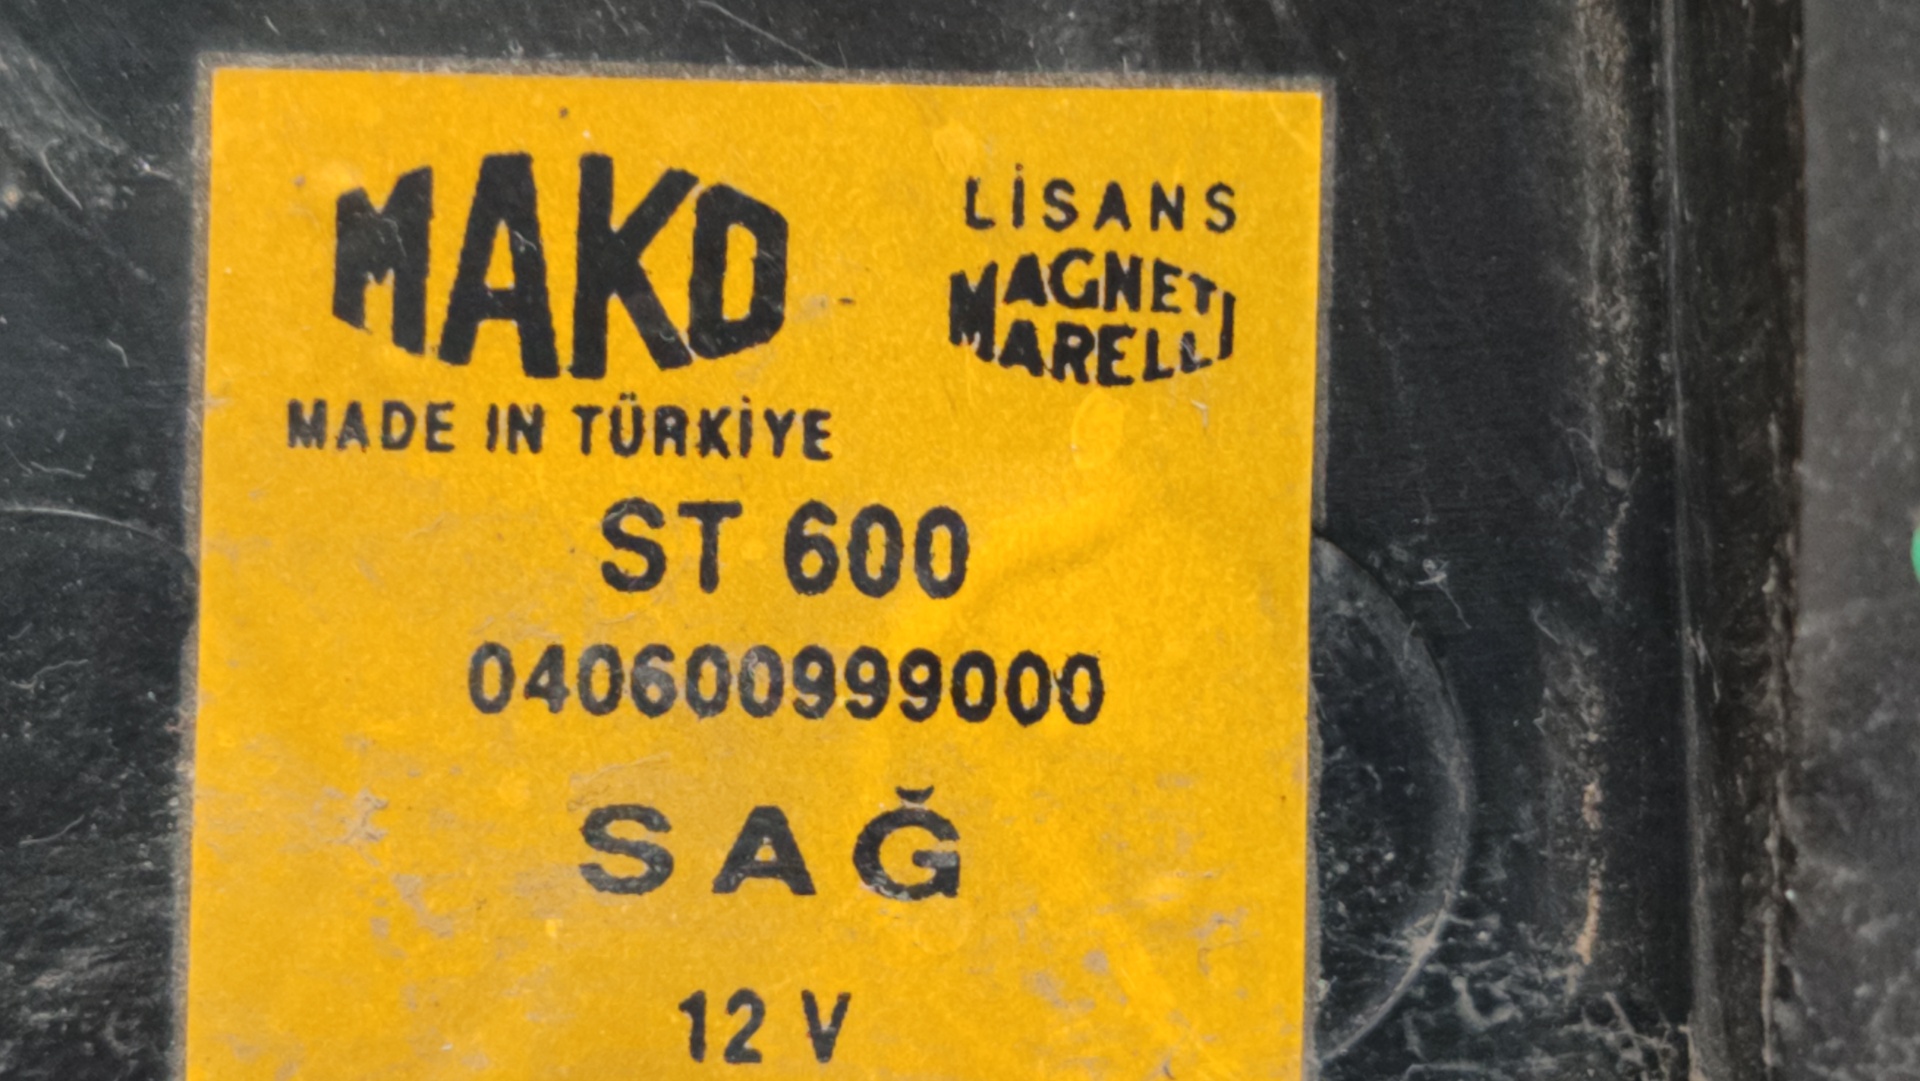 MAKO
MADE IN TÜRKİYE
LİSANS
MAGNETI
MARELLI
ST 600
040600999000
SAĞ
12 V